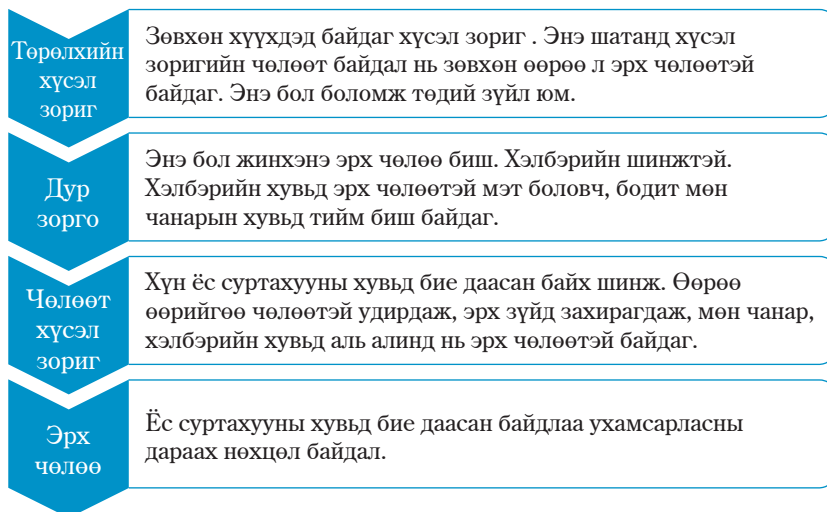 Төрөлхийн
хүсэл
зориг
Зөвхөн хүүхдэд байдаг хүсэл зориг . Энэ шатанд хүсэл
зоригийн чөлөөт байдал нь зөвхөн өөрөө л эрх чөлөөтэй
байдаг. Энэ бол боломж төдий зүйл юм.
Дур
зорго
Энэ бол жинхэнэ эрх чөлөө биш. Хэлбэрийн шинжтэй.
Хэлбэрийн хувьд эрх чөлөөтэй мэт боловч, бодит мөн
чанарын хувьд тийм биш байдаг.
Чөлөөт
хүсэл
зориг
Хүн ёс суртахууны хувьд бие даасан байх шинж. Өөрөө
өөрийгөө чөлөөтэй удирдаж, эрх зүйд захирагдаж, мөн чанар,
хэлбэрийн хувьд аль алинд нь эрх чөлөөтэй байдаг.
Эрх
чөлөө
Ёс суртахууны хувьд бие даасан байдлаа ухамсарласны
дараах нөхцөл байдал.